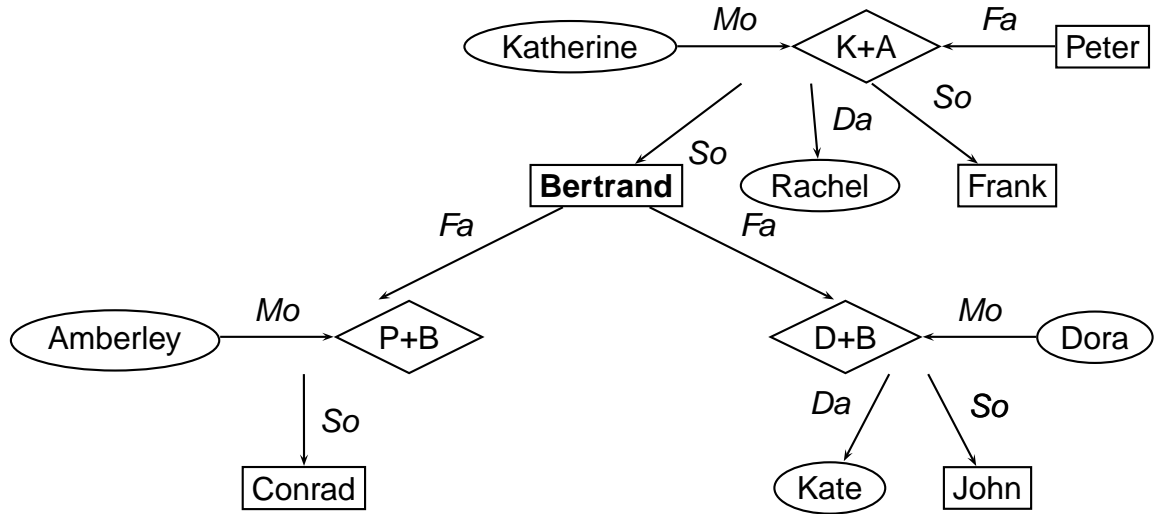 Mo
Fa
Katherine
K+A
Peter
So
Da
So
Bertrand
Rachel
Frank
Fa
Fa
Mo
Mo
Amberley
P+B
D+B
Dora
Da
So
So
Conrad
Kate
John